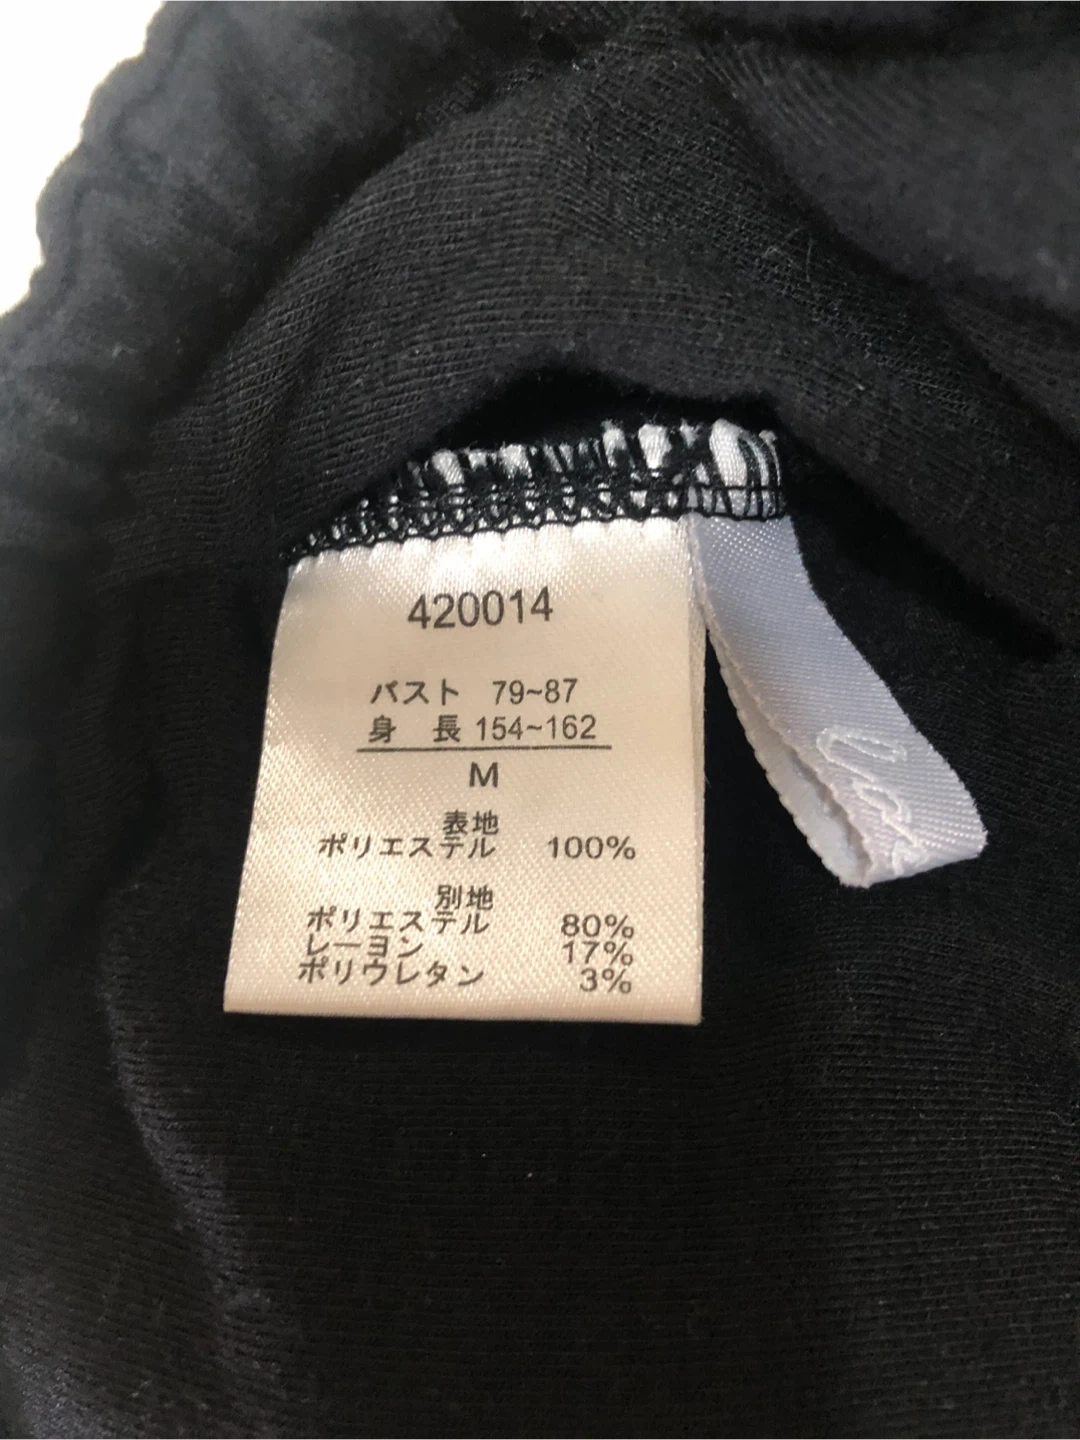 420014
バスト 79~87
身 長 154~162
M
表地
ポリエステル 100%
別地
ポリエステル 80%
レーヨン 17%
ポリウレタン 3%